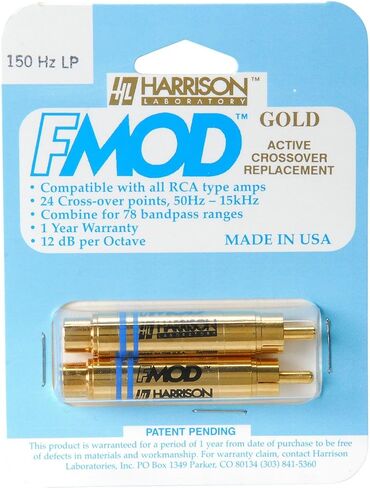 150 Hz LP
HL HARRISON™
LABORATORY
FMOD™ GOLD
ACTIVE
CROSSOVER
REPLACEMENT
• Compatible with all RCA type amps
• 24 Cross-over points, 50Hz – 15kHz
• Combine for 78 bandpass ranges
• 1 Year Warranty
• 12 dB per Octave
MADE IN USA
HARRISON
LABORATORY
FMOD
HARRISON
PATENT PENDING
This product is warranteed for a period of 1 year from date of purchase to be free
of defects in materials and workmanship. For warranty claim, contact Harrison
Laboratories, Inc. PO BOX 1349 Parker, CO 80134 (303) 841-5360